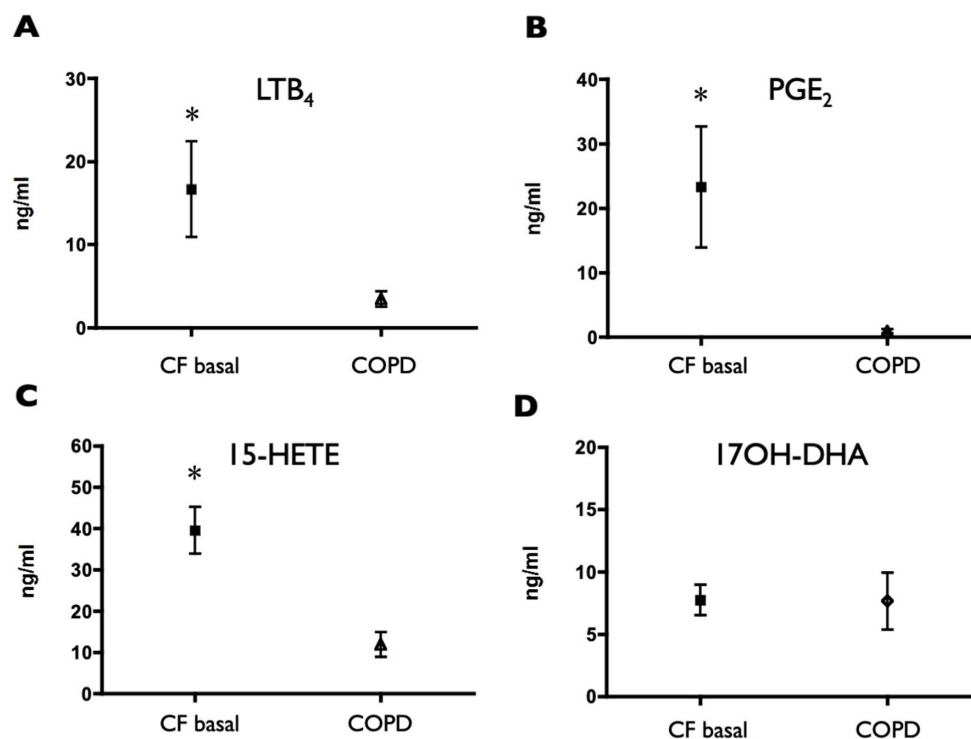 A
LTB4
30
20
10
0
ng/ml
*
CF basal
COPD
B
PGE2
40
30
20
10
0
ng/ml
*
CF basal
COPD
C
15-HETE
60
50
40
30
20
10
0
ng/ml
*
CF basal
COPD
D
17OH-DHA
20
15
10
5
0
ng/ml
CF basal
COPD